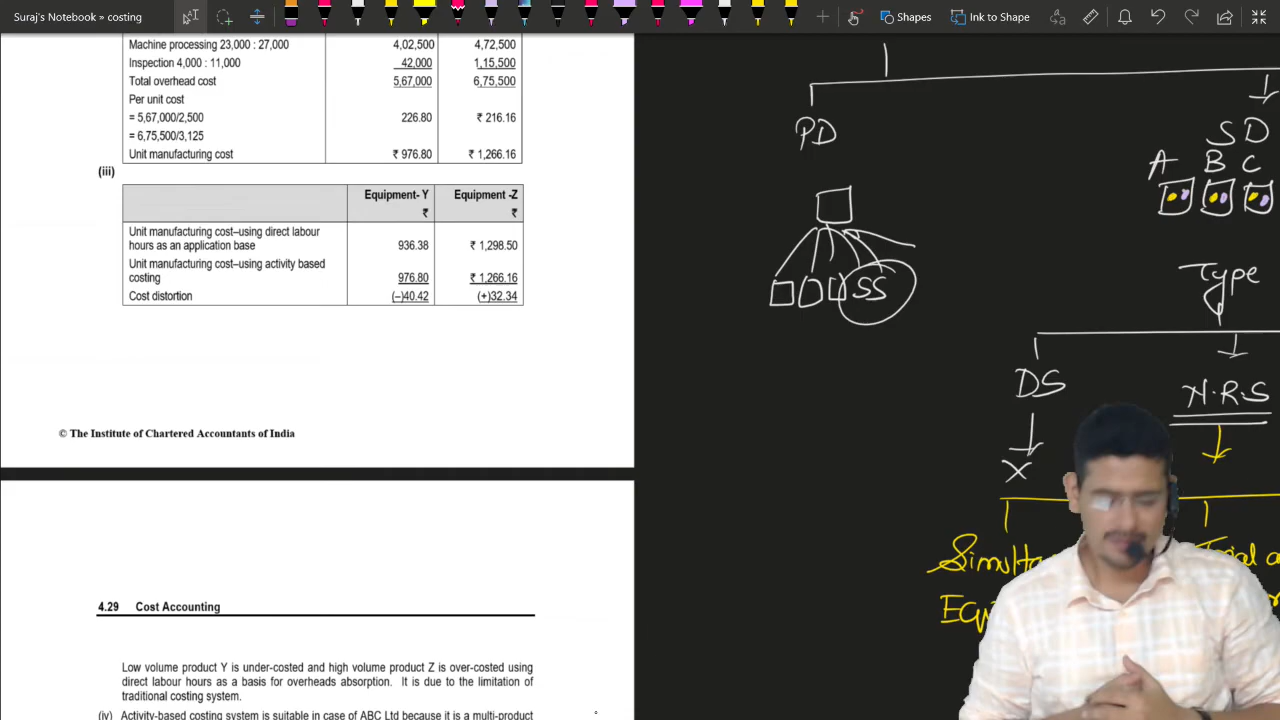 Suraj's Notebook » costing
Shapes
Ink to Shape
Machine processing 23,000 : 27,000 4,02,500 4,72,500
Inspection 4,000 : 11,000 42,000 1,15,500
Total overhead cost 5,67,000 6,75,500
Per unit cost
= 5,67,000/2,500 226.80 ₹ 216.16
= 6,75,500/3,125
Unit manufacturing cost ₹ 976.80 ₹ 1,266.16
(iii)
Equipment- Y Equipment -Z
₹ ₹
Unit manufacturing cost–using direct labour
hours as an application base 936.38 ₹ 1,298.50
Unit manufacturing cost–using activity based
costing 976.80 ₹ 1,266.16
Cost distortion (–)40.42 (+)32.34
© The Institute of Chartered Accountants of India
4.29 Cost Accounting
Low volume product Y is under-costed and high volume product Z is over-costed using
direct labour hours as a basis for overheads absorption. It is due to the limitation of
traditional costing system.
(iv) Activity-based costing system is suitable in case of ABC Ltd because it is a multi-product
PD
SD
A B C
SS
Type
DS
N.R.S
X